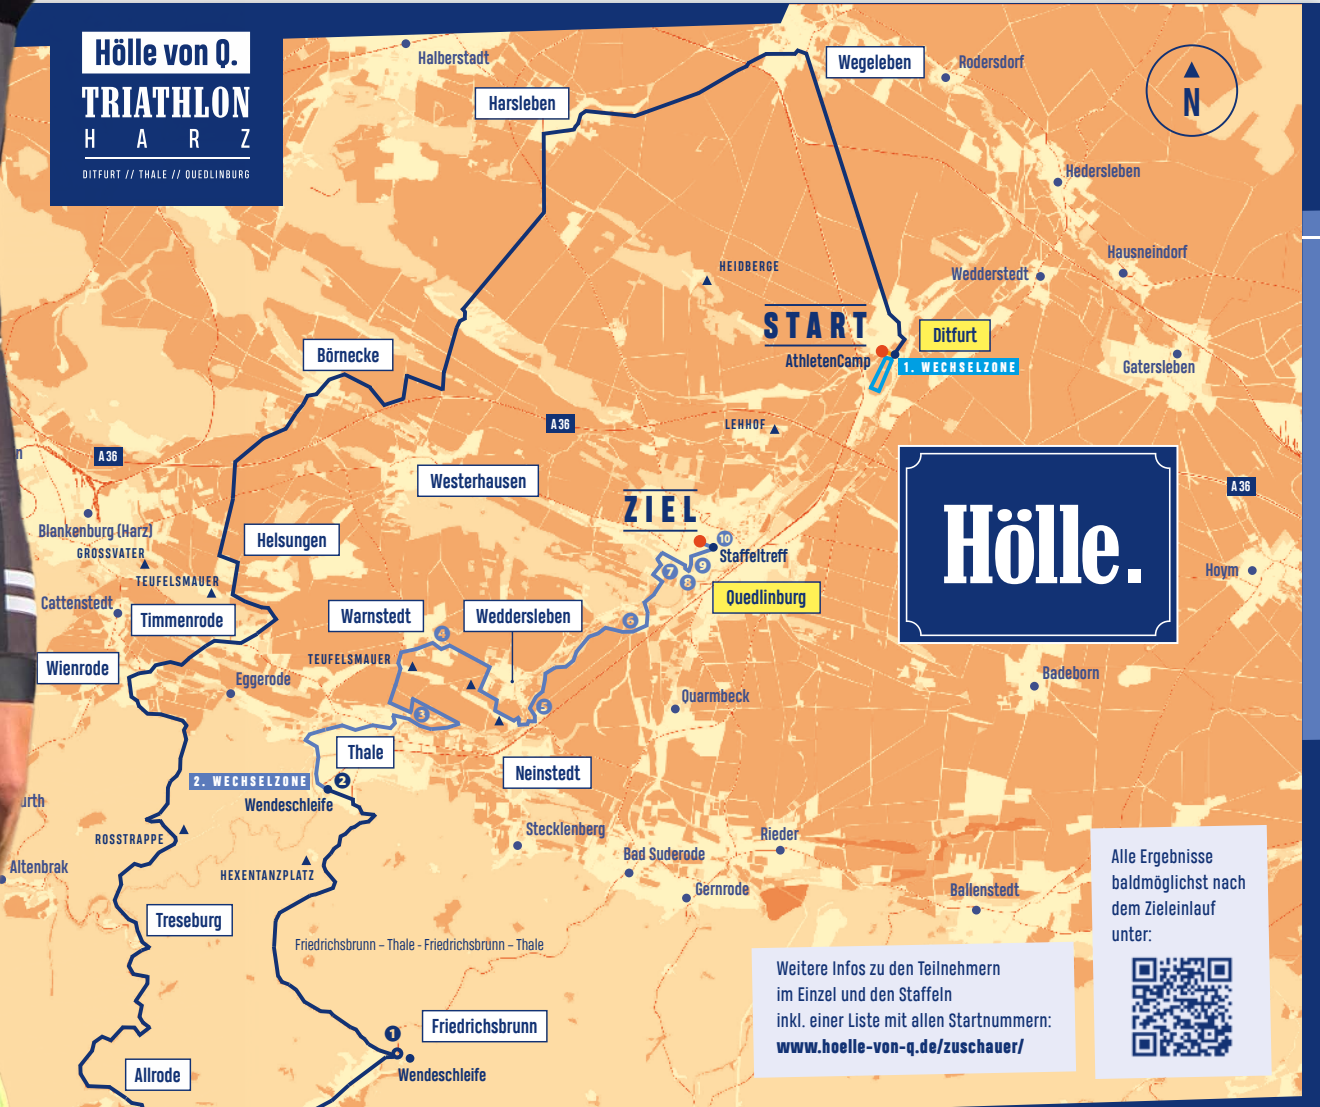 Hölle von Q.
TRIATHLON
HARZ
DITFURT // THALE // QUEDLINBURG
Halberstadt
Harsleben
Wegeleben
Rodersdorf
N
Hedersleben
Hausneindorf
Wedderstedt
HEIDBERGE
START
AthletenCamp
Ditfurt
1. WECHSELZONE
Gatersleben
Börnecke
A 36
LEHHOF
A 36
Westerhausen
A 36
ZIEL
Hölle.
Blankenburg (Harz)
GROSSVATER
Helsungen
10
Staffeltreff
9
7
8
Hoym
TEUFELSMAUER
Cattenstedt
Timmenrode
Warnstedt
Weddersleben
Quedlinburg
6
4
Wienrode
TEUFELSMAUER
Eggerode
Badeborn
Quarmbeck
3
5
Thale
Neinstedt
2. WECHSELZONE
2
Wendeschleife
urth
ROSSTRAPPE
Stecklenberg
Rieder
Bad Suderode
Altenbrak
HEXENTANZPLATZ
Gernrode
Ballenstedt
Treseburg
Friedrichsbrunn – Thale - Friedrichsbrunn – Thale
1
Friedrichsbrunn
Wendeschleife
Allrode
Weitere Infos zu den Teilnehmern
im Einzel und den Staffeln
inkl. einer Liste mit allen Startnummern:
www.hoelle-von-q.de/zuschauer/
Alle Ergebnisse
baldmöglichst nach
dem Zieleinlauf
unter: